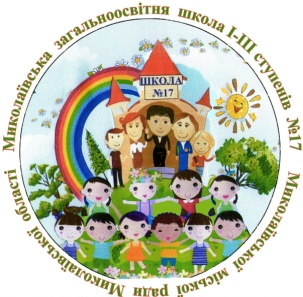 Миколаївська загальноосвітня школа І-ІІІ ступенів №17 Миколаївської міської ради Миколаївської області
ШКОЛА
№17